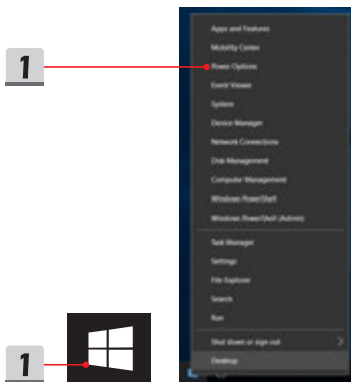 Apps and Features
Mobility Center
1
Power Options
Event Viewer
System
Device Manager
Network Connections
Disk Management
Computer Management
Windows PowerShell
Windows PowerShell (Admin)
Task Manager
Settings
File Explorer
Search
Run
Shut down or sign out
1
Desktop